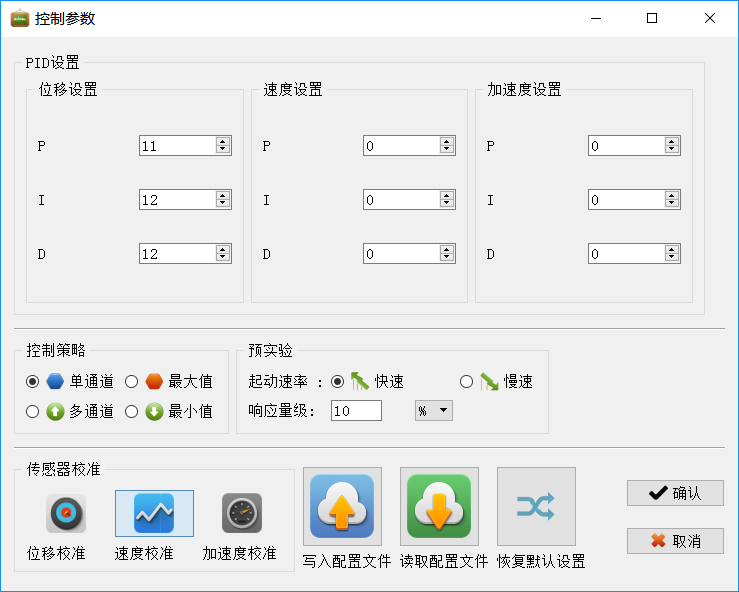 控制参数
PID设置
位移设置 速度设置 加速度设置
P 11 P 0 P 0
I 12 I 0 I 0
D 12 D 0 D 0
控制策略 预实验
单通道 最大值 起动速率 : 快速 慢速
多通道 最小值 响应量级: 10 %
传感器校准
确认
取消
位移校准 速度校准 加速度校准 写入配置文件 读取配置文件 恢复默认设置